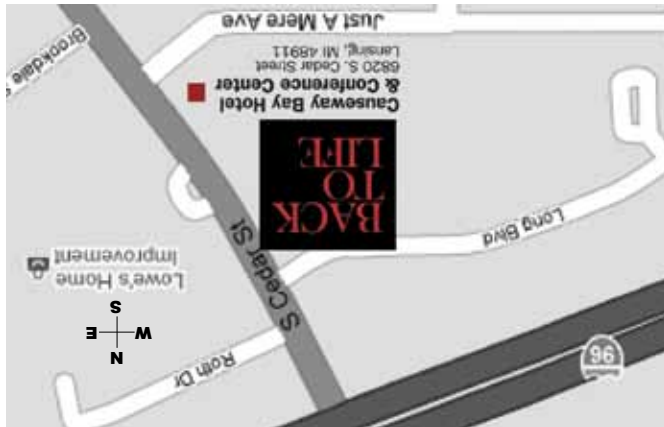 96
Roth Dr
N
W E
S
S Cedar St
Lowe's Home
Improvement
Long Blvd
BACK
TO
LIFE
Causeway Bay Hotel
& Conference Center
6820 S. Cedar Street
Lansing, MI 48911
Just A Mere Ave
Brookdale S